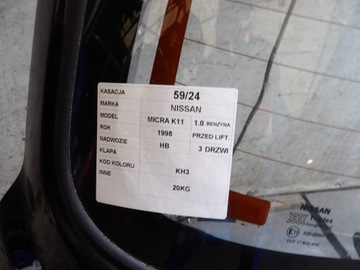 KASACJA 59/24
MARKA NISSAN
MODEL MICRA K11 1.0 BENZYNA
ROK 1998 PRZED LIFT.
NADWOZIE HB 3 DRZWI
KLAPA
KOD KOLORU KH3
INNE 20KG
NISSAN